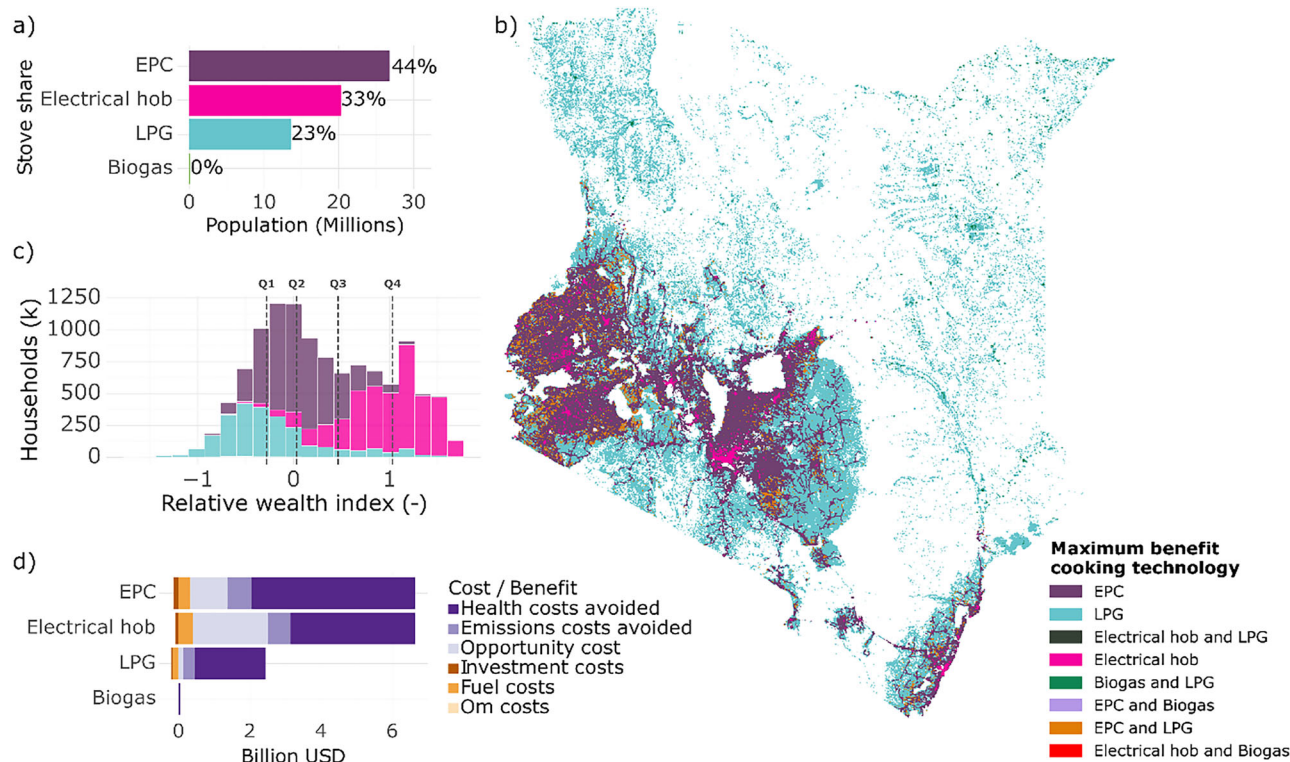 a)
Stove share
EPC
44%
Electrical hob
33%
LPG
23%
Biogas
0%
0 10 20 30
Population (Millions)
b)
c)
Households (k)
Q1 Q2 Q3 Q4
1250
1000
750
500
250
0
−1 0 1
Relative wealth index (-)
d)
EPC
Electrical hob
LPG
Biogas
0 2 4 6
Billion USD
Cost / Benefit
Health costs avoided
Emissions costs avoided
Opportunity cost
Investment costs
Fuel costs
Om costs
Maximum benefit
cooking technology
EPC
LPG
Electrical hob and LPG
Electrical hob
Biogas and LPG
EPC and Biogas
EPC and LPG
Electrical hob and Biogas